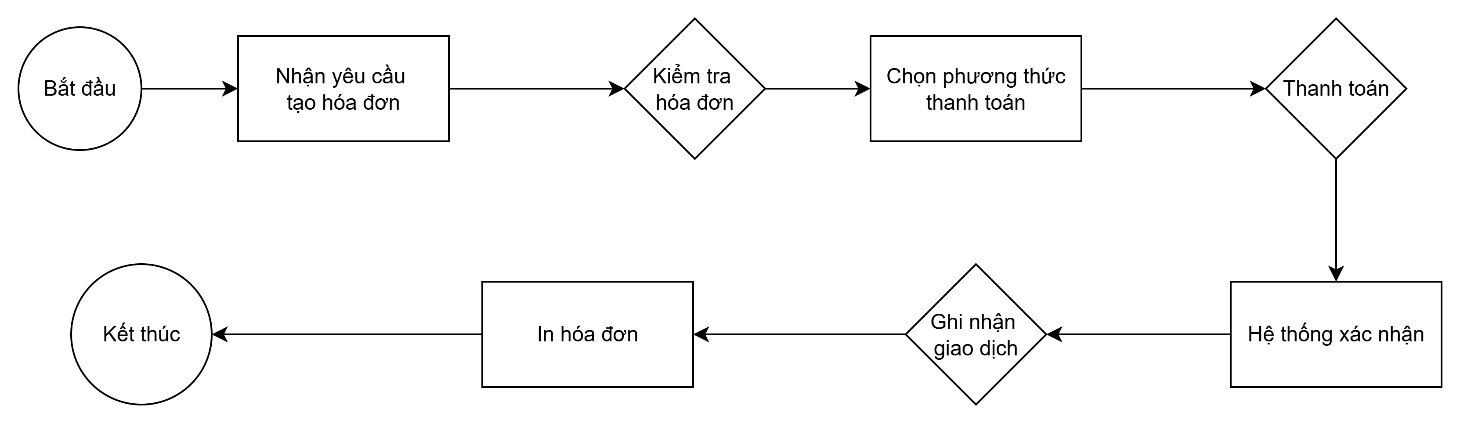 Bắt đầu
Nhận yêu cầu
tạo hóa đơn
Kiểm tra
hóa đơn
Chọn phương thức
thanh toán
Thanh toán
Kết thúc
In hóa đơn
Ghi nhận
giao dịch
Hệ thống xác nhận